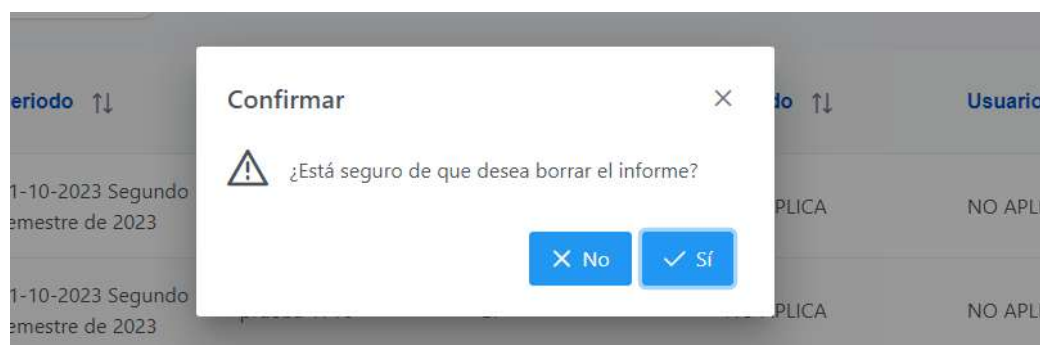 eriodo
Confirmar
do
Usuario
¿Está seguro de que desea borrar el informe?
1-10-2023 Segundo
emestre de 2023
PLICA
NO APL
No
Sí
1-10-2023 Segundo
emestre de 2023
PLICA
NO APL